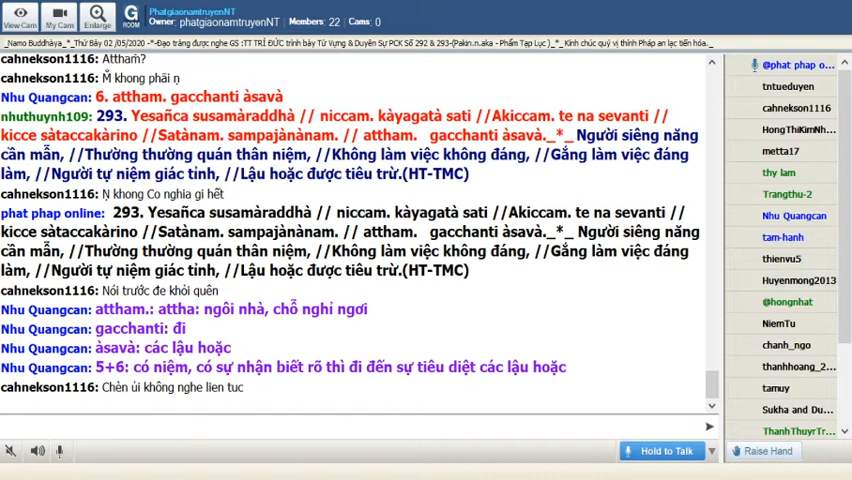 Phatgiaonamtruyen​NT
Owner: phatgiaonamtruyenNT Members: 22 Cams: 0
View Cam
My Cam
Enlarge
G
ROOM
_Namo Buddhàya_*_Thứ Bảy 02 /05/2020 -*-Đạo tràng được nghe GS :TT TRÍ ĐỨC trình bày Từ Vựng & Duyên Sự PCK Số 292 & 293-(Pakin.n.aka - Phẩm Tạp Lục )_*_ Kính chúc quý vị thính Pháp an lạc tiến hóa._
cahnekson1116: Attham?
cahnekson1116: M̉ khong phãi ṇ
Nhu Quangcan: 6. attham. gacchanti àsavà
nhuthuynh109: 293. Yesañca susamàraddhà // niccam. kàyagatà sati //Akiccam. te na sevanti //
kicce sàtaccakàrino //Satànam. sampajànànam. // attham. gacchanti àsavà._*_ Người siêng năng
cần mẫn, //Thường thường quán thân niệm, //Không làm việc không đáng, //Gắng làm việc đáng
làm, //Người tự niệm giác tỉnh, //Lậu hoặc được tiêu trừ.(HT-TMC)
cahnekson1116: Ṇ khong Co nghia gi hết
phat phap online: 293. Yesañca susamàraddhà // niccam. kàyagatà sati //Akiccam. te na sevanti //
kicce sàtaccakàrino //Satànam. sampajànànam. // attham. gacchanti àsavà._*_ Người siêng năng
cần mẫn, //Thường thường quán thân niệm, //Không làm việc không đáng, //Gắng làm việc đáng
làm, //Người tự niệm giác tỉnh, //Lậu hoặc được tiêu trừ.(HT-TMC)
cahnekson1116: Nói trước đe khỏi quên
Nhu Quangcan: attham.: attha: ngôi nhà, chỗ nghỉ ngơi
Nhu Quangcan: gacchanti: đi
Nhu Quangcan: àsavà: các lậu hoặc
Nhu Quangcan: 5+6: có niệm, có sự nhận biết rõ thì đi đến sự tiêu diệt các lậu hoặc
cahnekson1116: Chèn ủi không nghe lien tuc
Hold to Talk
@phat phap o...
tntueduyen
cahnekson1116
HongThiKimNh...
metta17
thy lam
Trangthu-2
Nhu Quangcan
tam-hanh
thienvu5
Huyenmong2013
@hongnhat
NiemTu
chanh_ngo
thanhhoang_2...
tamuy
Sukha and Du...
ThanhThuyrTr...
Raise Hand